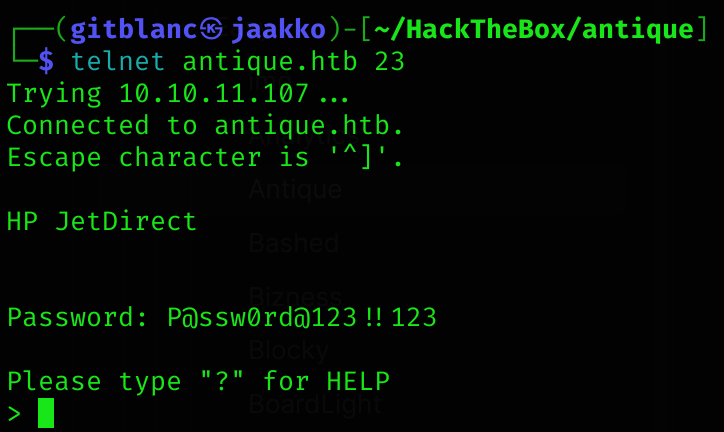 ┌──(gitblanc㉿jaakko)-[~/HackTheBox/antique]
└─$ telnet antique.htb 23
Trying 10.10.11.107...
Connected to antique.htb.
Escape character is '^]'.
Antique
HP JetDirect
Bashed
Bizness
Password: P@ssw0rd@123!!123
Blocky
Please type "?" for HELP
BoardLight
>